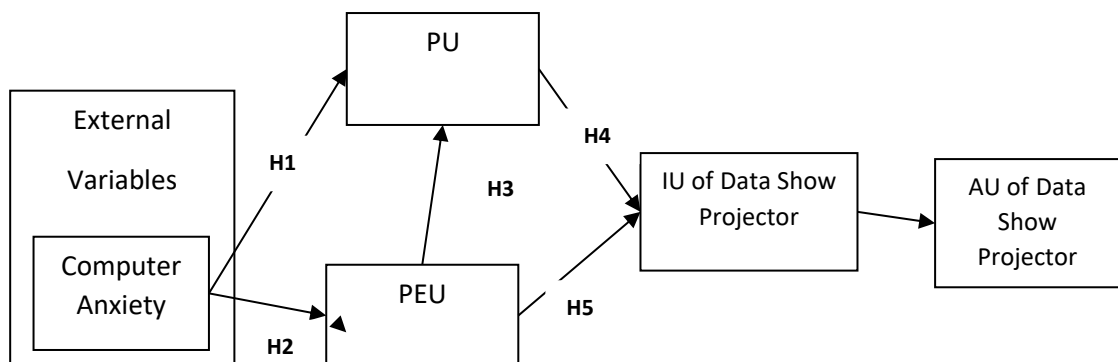 External
Variables
Computer
Anxiety
H1
H2
PU
H3
PEU
H4
H5
IU of Data Show
Projector
AU of Data
Show
Projector